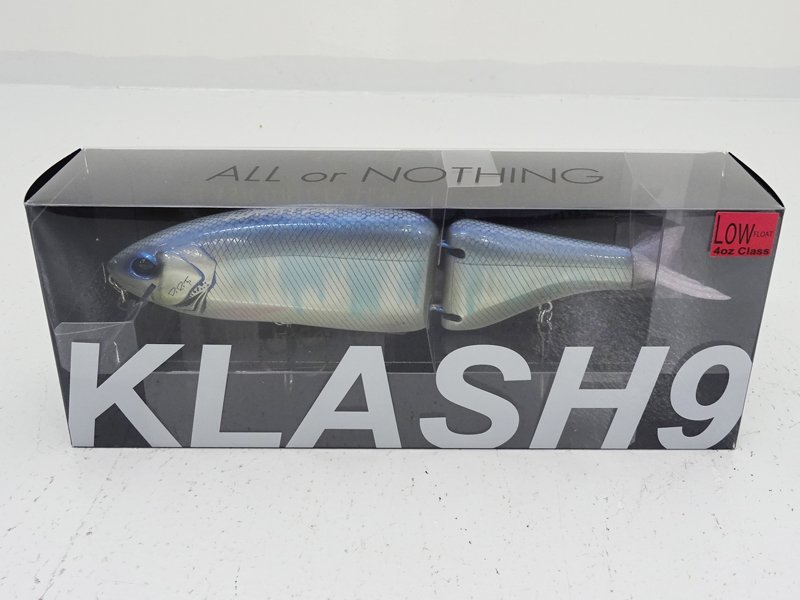 ALL or NOTHING
LOW FLOAT
4oz Class
KLASH9